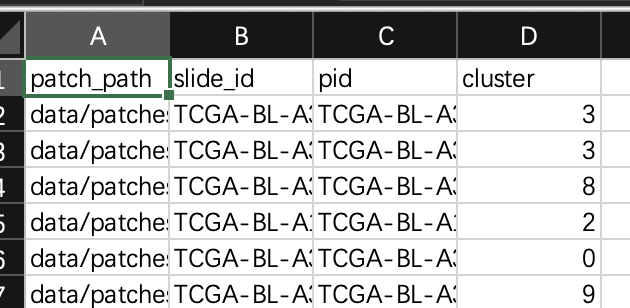 A B C D
1 patch_path slide_id pid cluster
2 data/patches TCGA-BL-A3 TCGA-BL-A3 3
3 data/patches TCGA-BL-A3 TCGA-BL-A3 3
4 data/patches TCGA-BL-A3 TCGA-BL-A3 8
5 data/patches TCGA-BL-A1 TCGA-BL-A1 2
6 data/patches TCGA-BL-A3 TCGA-BL-A3 0
7 data/patches TCGA-BL-A3 TCGA-BL-A3 9